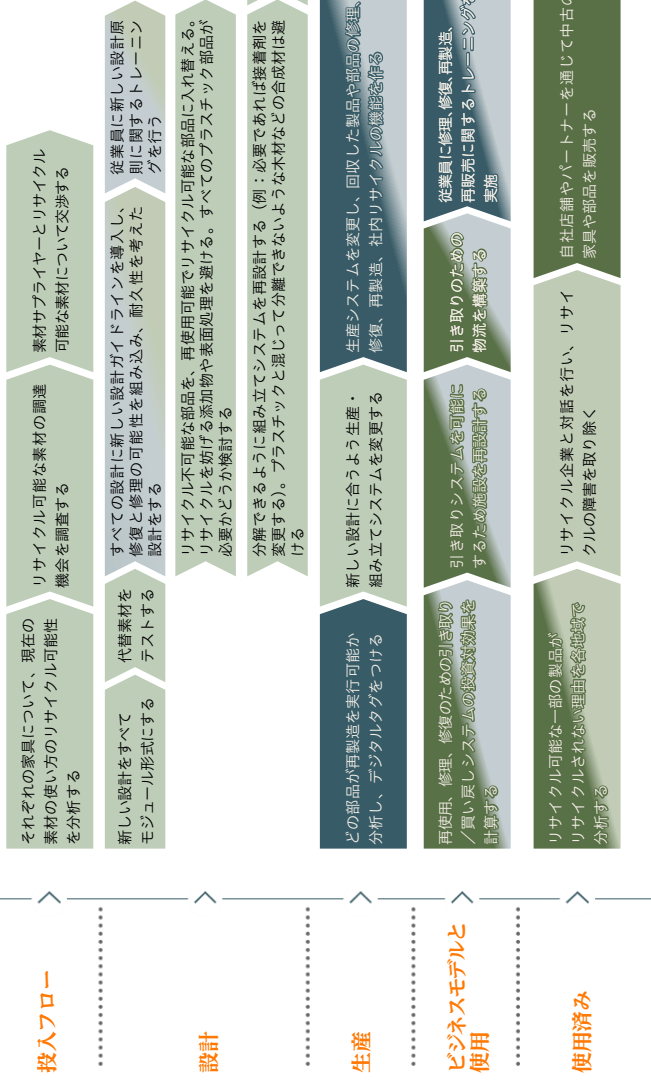 投入フロー
それぞれの家具について、現在の
素材の使い方のリサイクル可能性
を分析する
リサイクル可能な素材の調達
機会を調査する
素材サプライヤーとリサイクル
可能な素材について交渉する
設計
新しい設計をすべて
モジュール形式にする
代替素材を
テストする
すべての設計に新しい設計ガイドラインを導入し、
修復と修理の可能性を組み込み、耐久性を考えた
設計をする
従業員に新しい設計原
則に関するトレーニン
グを行う
リサイクル不可能な部品を、再使用可能でリサイクル可能な部品に入れ替える。
リサイクルを妨げる添加物や表面処理を避ける。すべてのプラスチック部品が
必要かどうか検討する
分解できるように組み立てシステムを再設計する（例：必要であれば接着剤を
変更する）。プラスチックと混じって分離できないような木材などの合成材は避
ける
生産
どの部品が再製造を実行可能か
分析し、デジタルタグをつける
新しい設計に合うよう生産・
組み立てシステムを変更する
生産システムを変更し、回収した製品や部品の修理、
修復、再製造、社内リサイクルの機能を作る
ビジネスモデルと
使用
再使用、修理、修復のための引き取り
／買い戻しシステムの投資対効果を
計算する
引き取りシステムを可能に
するため施設を再設計する
引き取りのための
物流を構築する
従業員に修理、修復、再製造、
再販売に関するトレーニングを
実施
使用済み
リサイクル可能な一部の製品が
リサイクルされない理由を各地域で
分析する
リサイクル企業と対話を行い、リサイ
クルの障害を取り除く
自社店舗やパートナーを通じて中古の
家具や部品を販売する